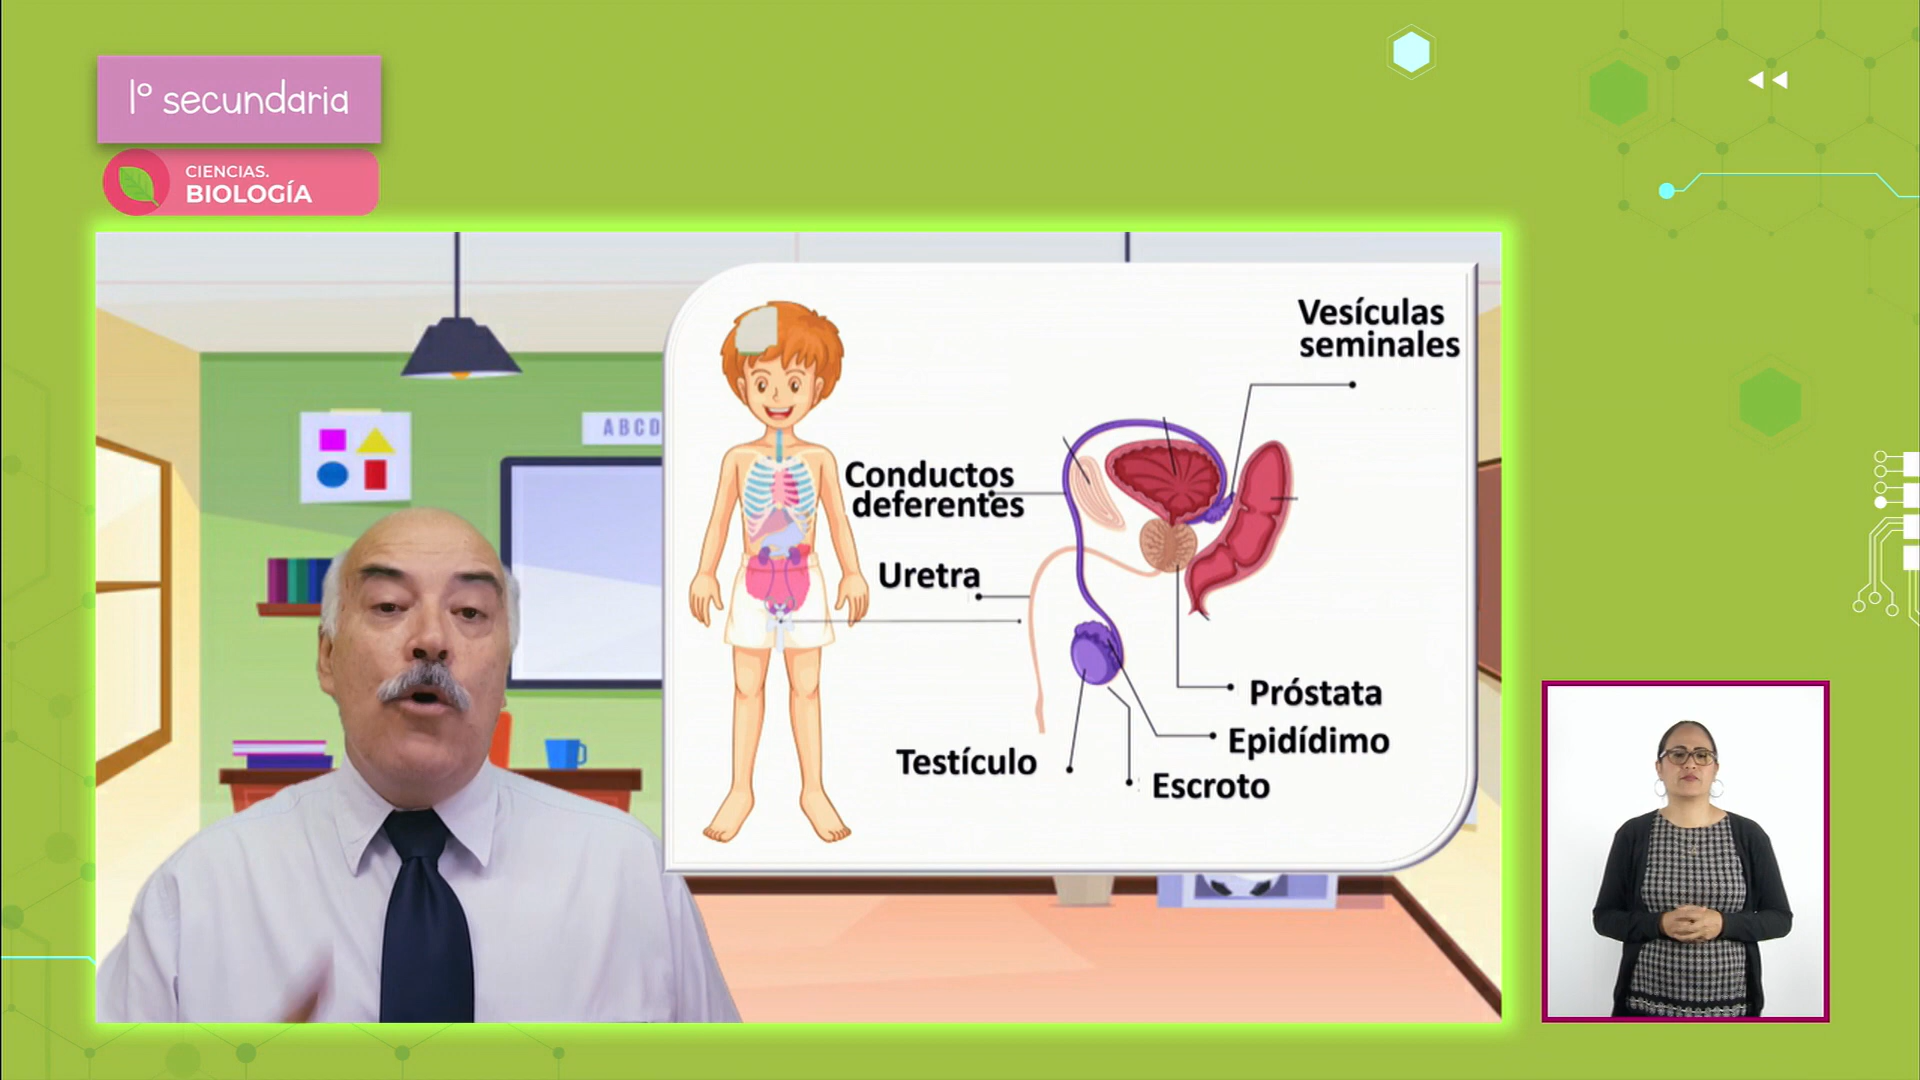 1° secundaria
CIENCIAS.
BIOLOGÍA
ABCD
Vesículas
seminales
Conductos
deferentes
Uretra
Próstata
Epidídimo
Testículo
Escroto